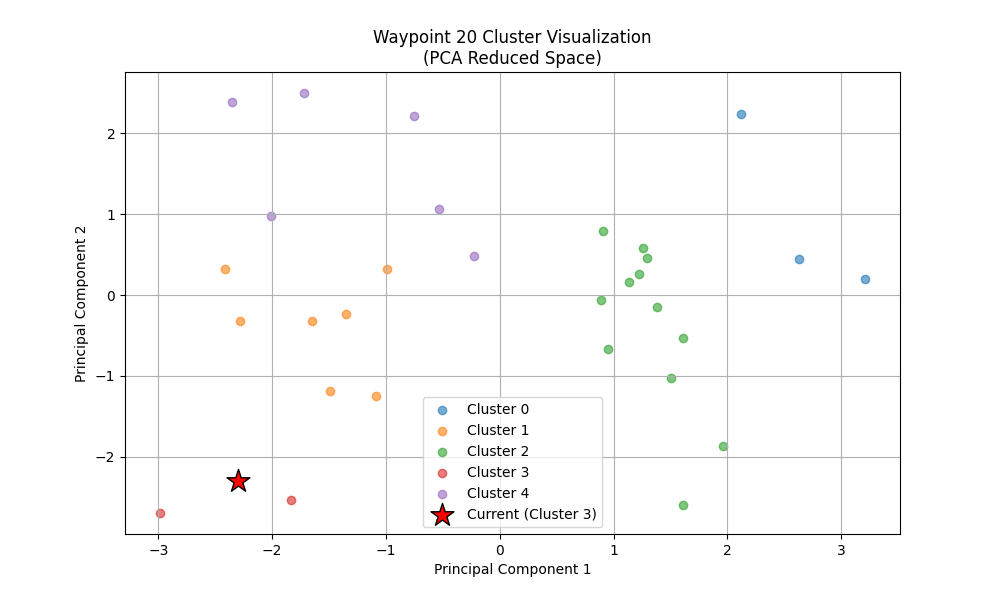 Waypoint 20 Cluster Visualization
(PCA Reduced Space)
Principal Component 2
2
1
0
−1
−2
Cluster 0
Cluster 1
Cluster 2
Cluster 3
Cluster 4
Current (Cluster 3)
−3 −2 −1 0 1 2 3
Principal Component 1